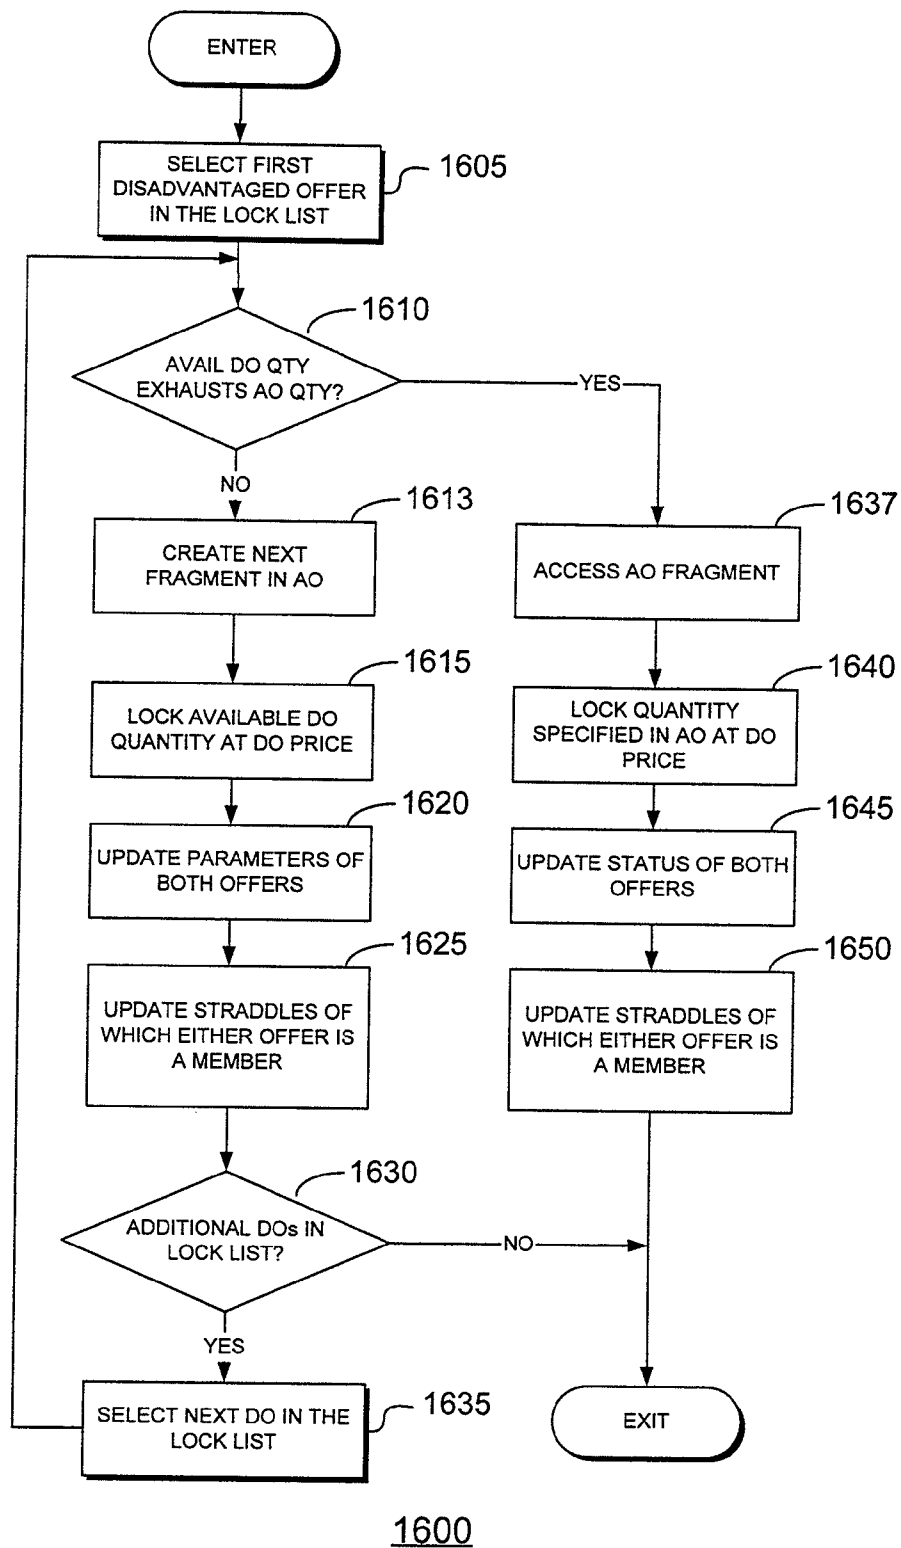 ENTER
SELECT FIRST
DISADVANTAGED OFFER
IN THE LOCK LIST
1605
1610
AVAIL DO QTY
EXHAUSTS AO QTY?
YES
NO
1613
CREATE NEXT
FRAGMENT IN AO
1637
ACCESS AO FRAGMENT
1615
LOCK AVAILABLE DO
QUANTITY AT DO PRICE
1640
LOCK QUANTITY
SPECIFIED IN AO AT DO
PRICE
1620
UPDATE PARAMETERS OF
BOTH OFFERS
1645
UPDATE STATUS OF BOTH
OFFERS
1625
UPDATE STRADDLES OF
WHICH EITHER OFFER IS
A MEMBER
1650
UPDATE STRADDLES OF
WHICH EITHER OFFER IS
A MEMBER
1630
ADDITIONAL DOs IN
LOCK LIST?
NO
YES
1635
SELECT NEXT DO IN THE
LOCK LIST
EXIT
1600